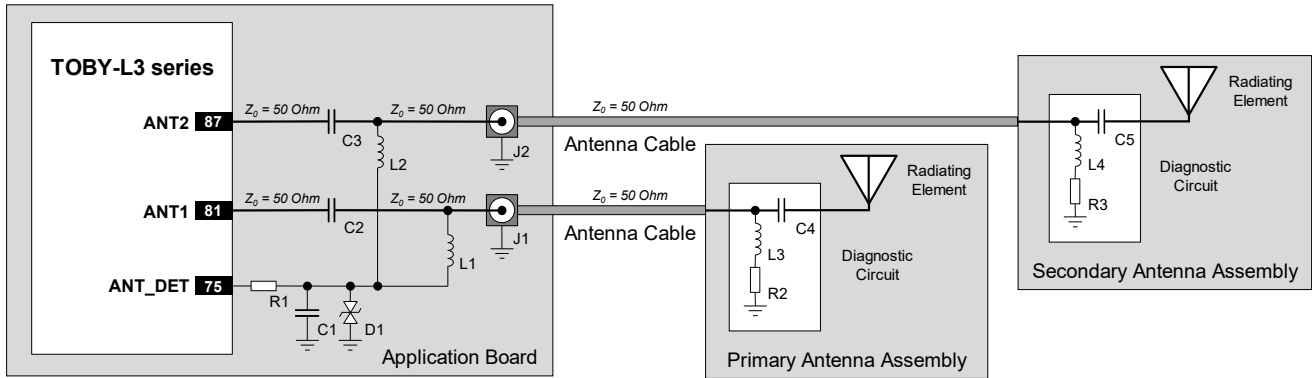 TOBY-L3 series
ANT2 87
Z0 = 50 Ohm
C3
Z0 = 50 Ohm
J2
L2
Z0 = 50 Ohm
Antenna Cable
ANT1 81
Z0 = 50 Ohm
C2
Z0 = 50 Ohm
J1
L1
Z0 = 50 Ohm
Antenna Cable
ANT_DET 75
R1
C1
D1
Application Board
Radiating
Element
C4
L3
R2
Diagnostic
Circuit
Primary Antenna Assembly
Radiating
Element
C5
L4
R3
Diagnostic
Circuit
Secondary Antenna Assembly